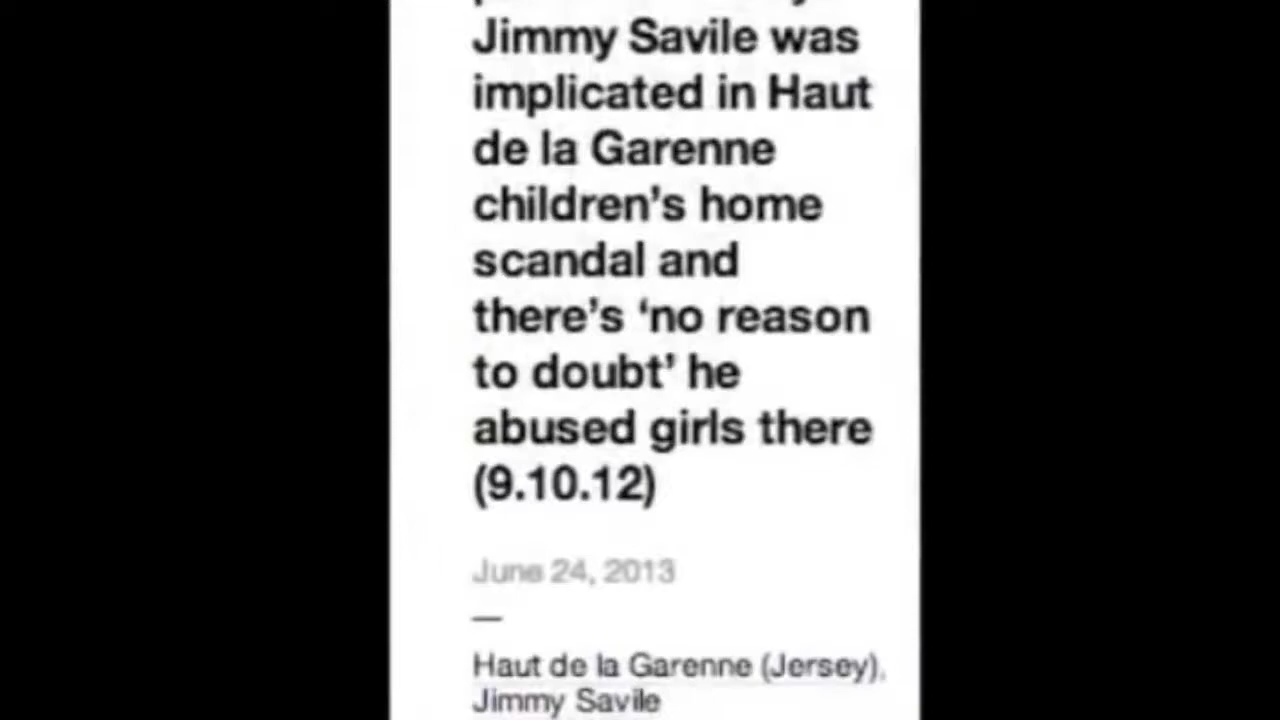 Jimmy Savile was
implicated in Haut
de la Garenne
children's home
scandal and
there's ‘no reason
to doubt’ he
abused girls there
(9.10.12)
June 24, 2013
—
Haut de la Garenne (Jersey),
Jimmy Savile